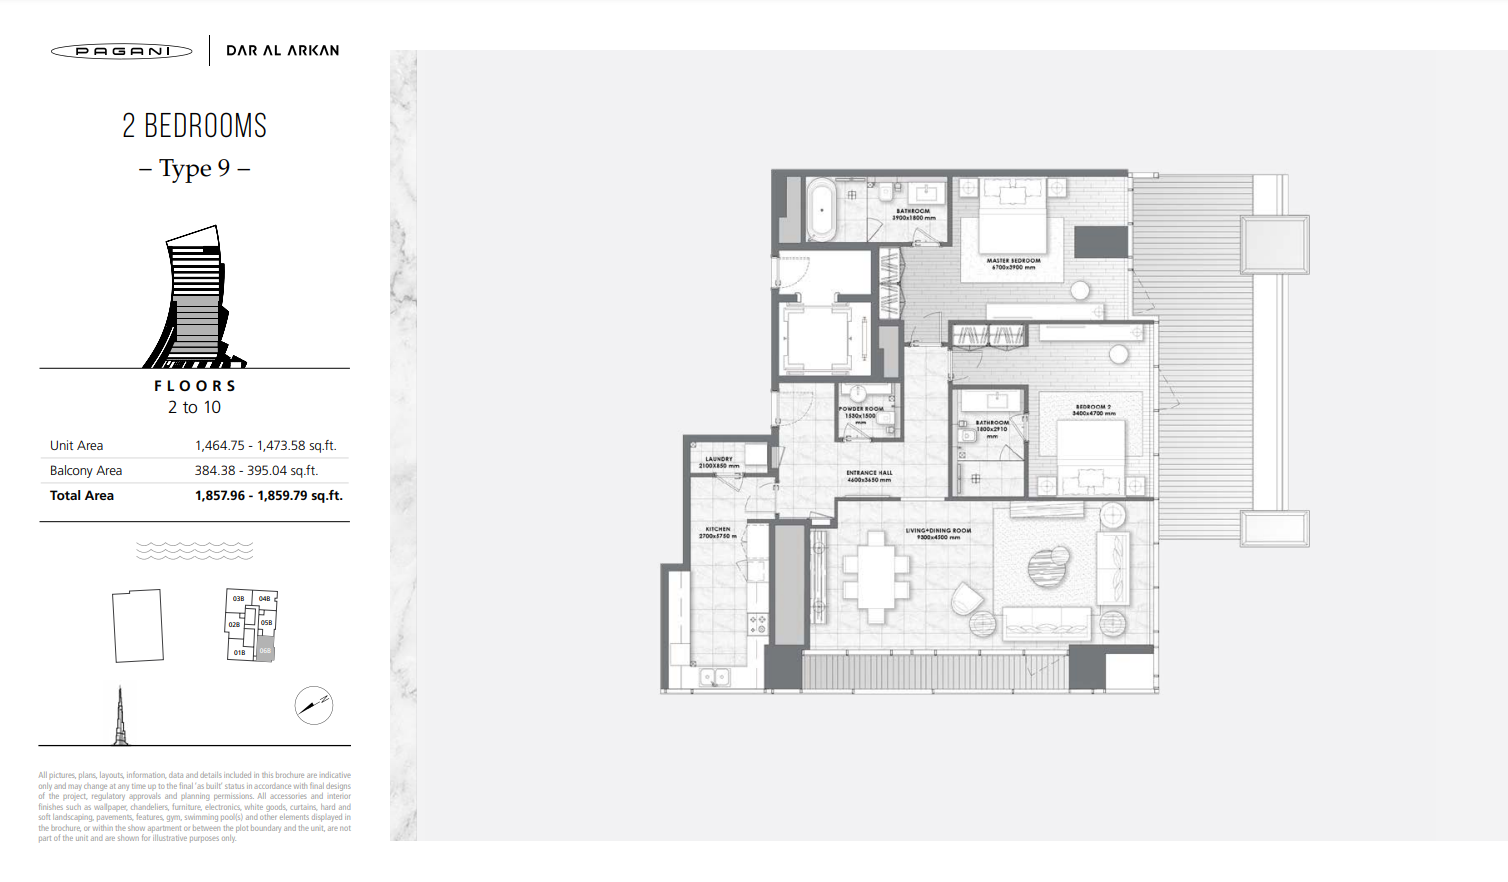 PAGANI
DAR AL ARKAN
2 BEDROOMS
– Type 9 –
FLOORS
2 to 10
Unit Area 1,464.75 - 1,473.58 sq.ft.
Balcony Area 384.38 - 395.04 sq.ft.
Total Area 1,857.96 - 1,859.79 sq.ft.
03B 04B
02B 05B
01B 06B
N
All pictures, plans, layouts, information, data and details included in this brochure are indicative
only and may change at any time up to the final 'as built' status in accordance with final designs
of the project, regulatory approvals and planning permissions. All accessories and interior
finishes such as wallpaper, chandeliers, furniture, electronics, white goods, curtains, hard and
soft landscaping, pavements, features, gym, swimming pool(s) and other elements displayed in
the brochure, or within the show apartment or between the plot boundary and the unit, are not
part of the unit and are shown for illustrative purposes only.
BATHROOM
3900x1800 mm
MASTER BEDROOM
6700x3900 mm
POWDER ROOM
1530x1500
mm
BEDROOM 2
3400x4700 mm
BATHROOM
1800x2910
mm
LAUNDRY
2100X850 mm
ENTRANCE HALL
4600x3650 mm
KITCHEN
2700x5750 m
LIVING+DINING ROOM
9300x4500 mm